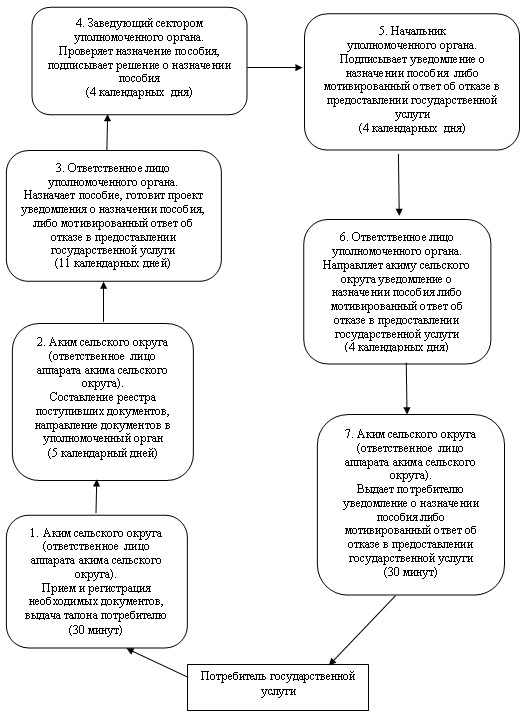 4. Заведующий сектором
уполномоченного органа.
Проверяет назначение пособия,
подписывает решение о назначении
пособия
(4 календарных дня)
5. Начальник
уполномоченного органа.
Подписывает уведомление о
назначении пособия либо
мотивированный ответ об отказе в
предоставлении государственной
услуги
(4 календарных дня)
3. Ответственное лицо
уполномоченного органа.
Назначает пособие, готовит проект
уведомления о назначении пособия,
либо мотивированный ответ об
отказе в предоставлении
государственной услуги
(11 календарных дней)
6. Ответственное лицо
уполномоченного органа.
Направляет акиму сельского
округа уведомление о
назначении пособия либо
мотивированный ответ об
отказе в предоставлении
государственной услуги
(4 календарных дня)
2. Аким сельского округа
(ответственное лицо
аппарата акима сельского
округа).
Составление реестра
поступивших документов,
направление документов в
уполномоченный орган
(5 календарный дней)
7. Аким сельского округа
(ответственное лицо
аппарата акима сельского
округа).
Выдает потребителю
уведомление о назначении
пособия либо
мотивированный ответ об
отказе в предоставлении
государственной услуги
(30 минут)
1. Аким сельского округа
(ответственное лицо
аппарата акима сельского
округа).
Прием и регистрация
необходимых документов,
выдача талона потребителю
(30 минут)
Потребитель государственной
услуги